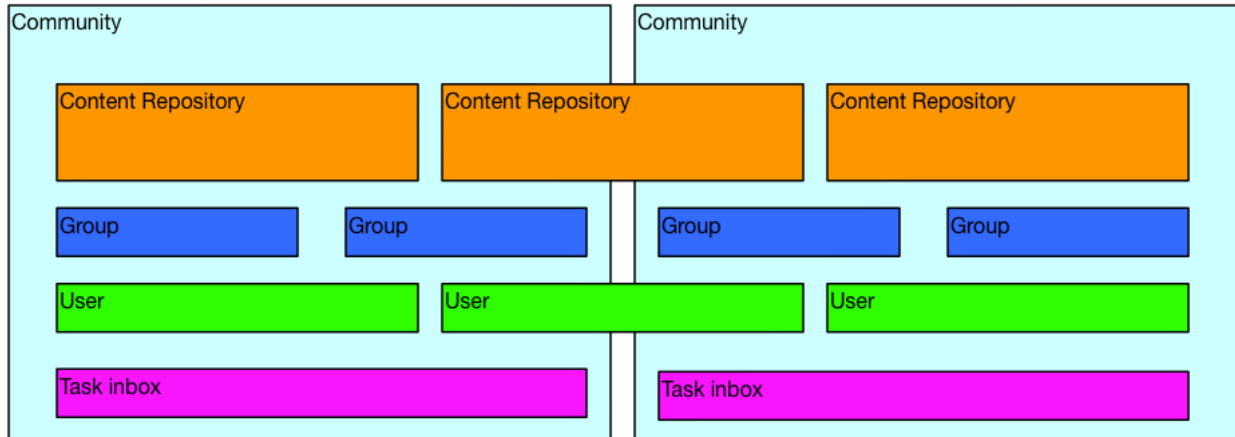 Community
Community
Content Repository
Content Repository
Content Repository
Group
Group
Group
Group
User
User
User
Task inbox
Task inbox